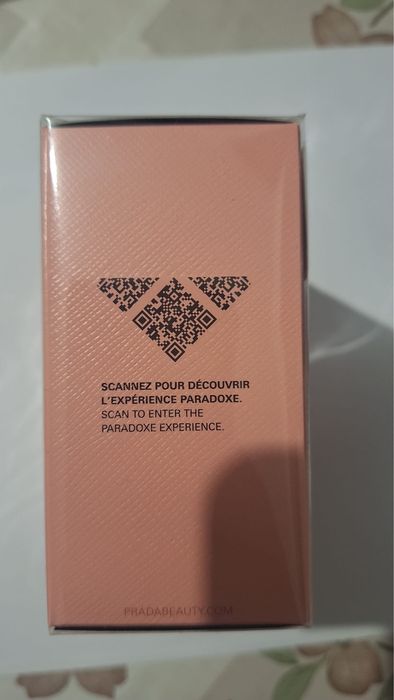 SCANNEZ POUR DÉCOUVRIR
L'EXPÉRIENCE PARADOXE.
SCAN TO ENTER THE
PARADOXE EXPERIENCE.
PRADABEAUTY.COM